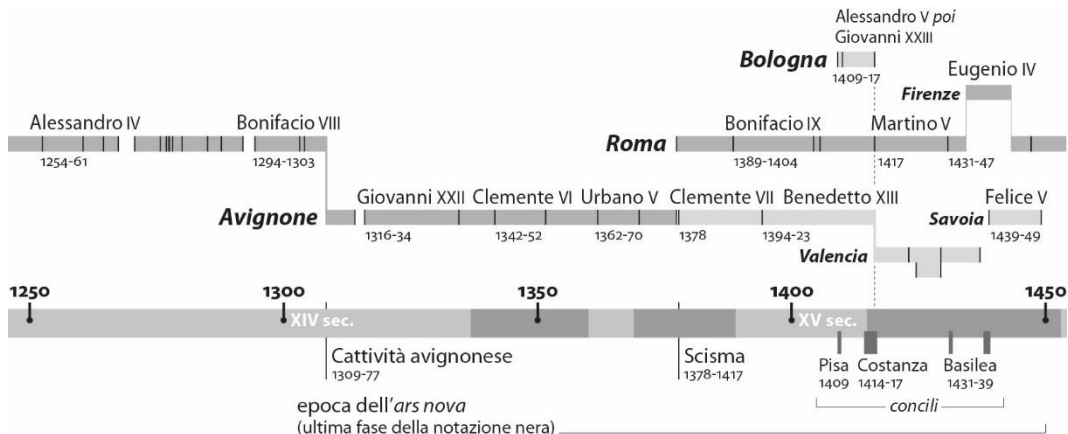 Alessandro V poi
Giovanni XXIII
Bologna
1409-17
Eugenio IV
Firenze
Alessandro IV
1254-61
Bonifacio VIII
1294-1303
Roma
Bonifacio IX
1389-1404
Martino V
1417
1431-47
Avignone
Giovanni XXII
1316-34
Clemente VI
1342-52
Urbano V
1362-70
Clemente VII
1378
Benedetto XIII
1394-23
Savoia
Felice V
1439-49
Valencia
1250
1300
1350
1400
1450
XIV sec.
XV sec.
Cattività avignonese
1309-77
Scisma
1378-1417
Pisa
1409
Costanza
1414-17
Basilea
1431-39
concili
epoca dell'ars nova
(ultima fase della notazione nera)